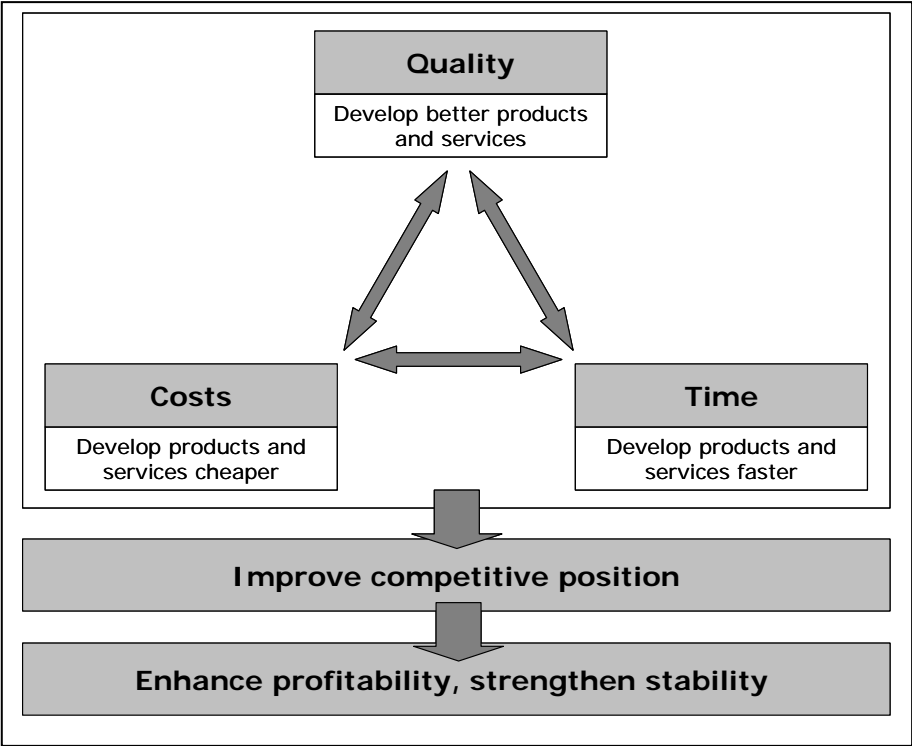 Quality
Develop better products
and services
Costs
Develop products and
services cheaper
Time
Develop products and
services faster
Improve competitive position
Enhance profitability, strengthen stability